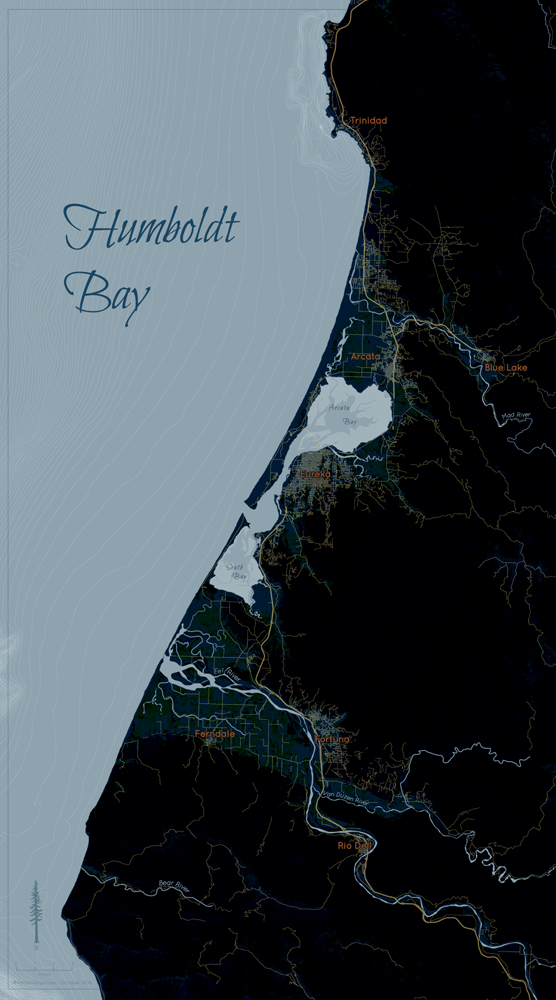 Humboldt
Bay
Trinidad
Arcata
Blue Lake
Mad River
Arcata
Bay
Eureka
South
Bay
Eel River
Ferndale
Fortuna
Van Duzen River
Rio Dell
Bear River